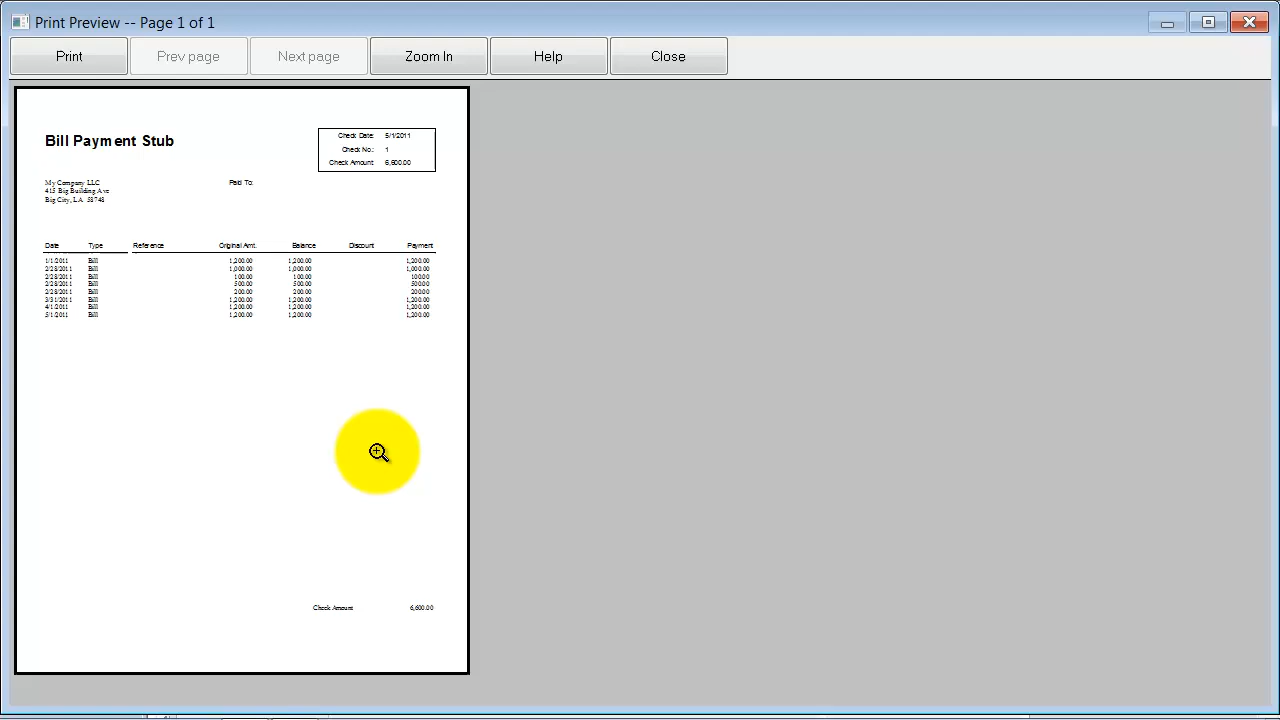 Print Preview -- Page 1 of 1
Print Prev page Next page Zoom In Help Close
Bill Payment Stub
Check Date: 5/1/2011
Check No.: 1
Check Amount: 6,600.00
My Company LLC
415 Big Building Ave
Big City, LA 58748
Paid To:
Date Type Reference Original Amt. Balance Discount Payment
1/1/2011 Bill 1,200.00 1,200.00 1,200.00
2/28/2011 Bill 1,000.00 1,000.00 1,000.00
2/28/2011 Bill 100.00 100.00 100.00
2/28/2011 Bill 500.00 500.00 500.00
2/28/2011 Bill 200.00 200.00 200.00
3/31/2011 Bill 1,200.00 1,200.00 1,200.00
4/1/2011 Bill 1,200.00 1,200.00 1,200.00
5/1/2011 Bill 1,200.00 1,200.00 1,200.00
Check Amount 6,600.00